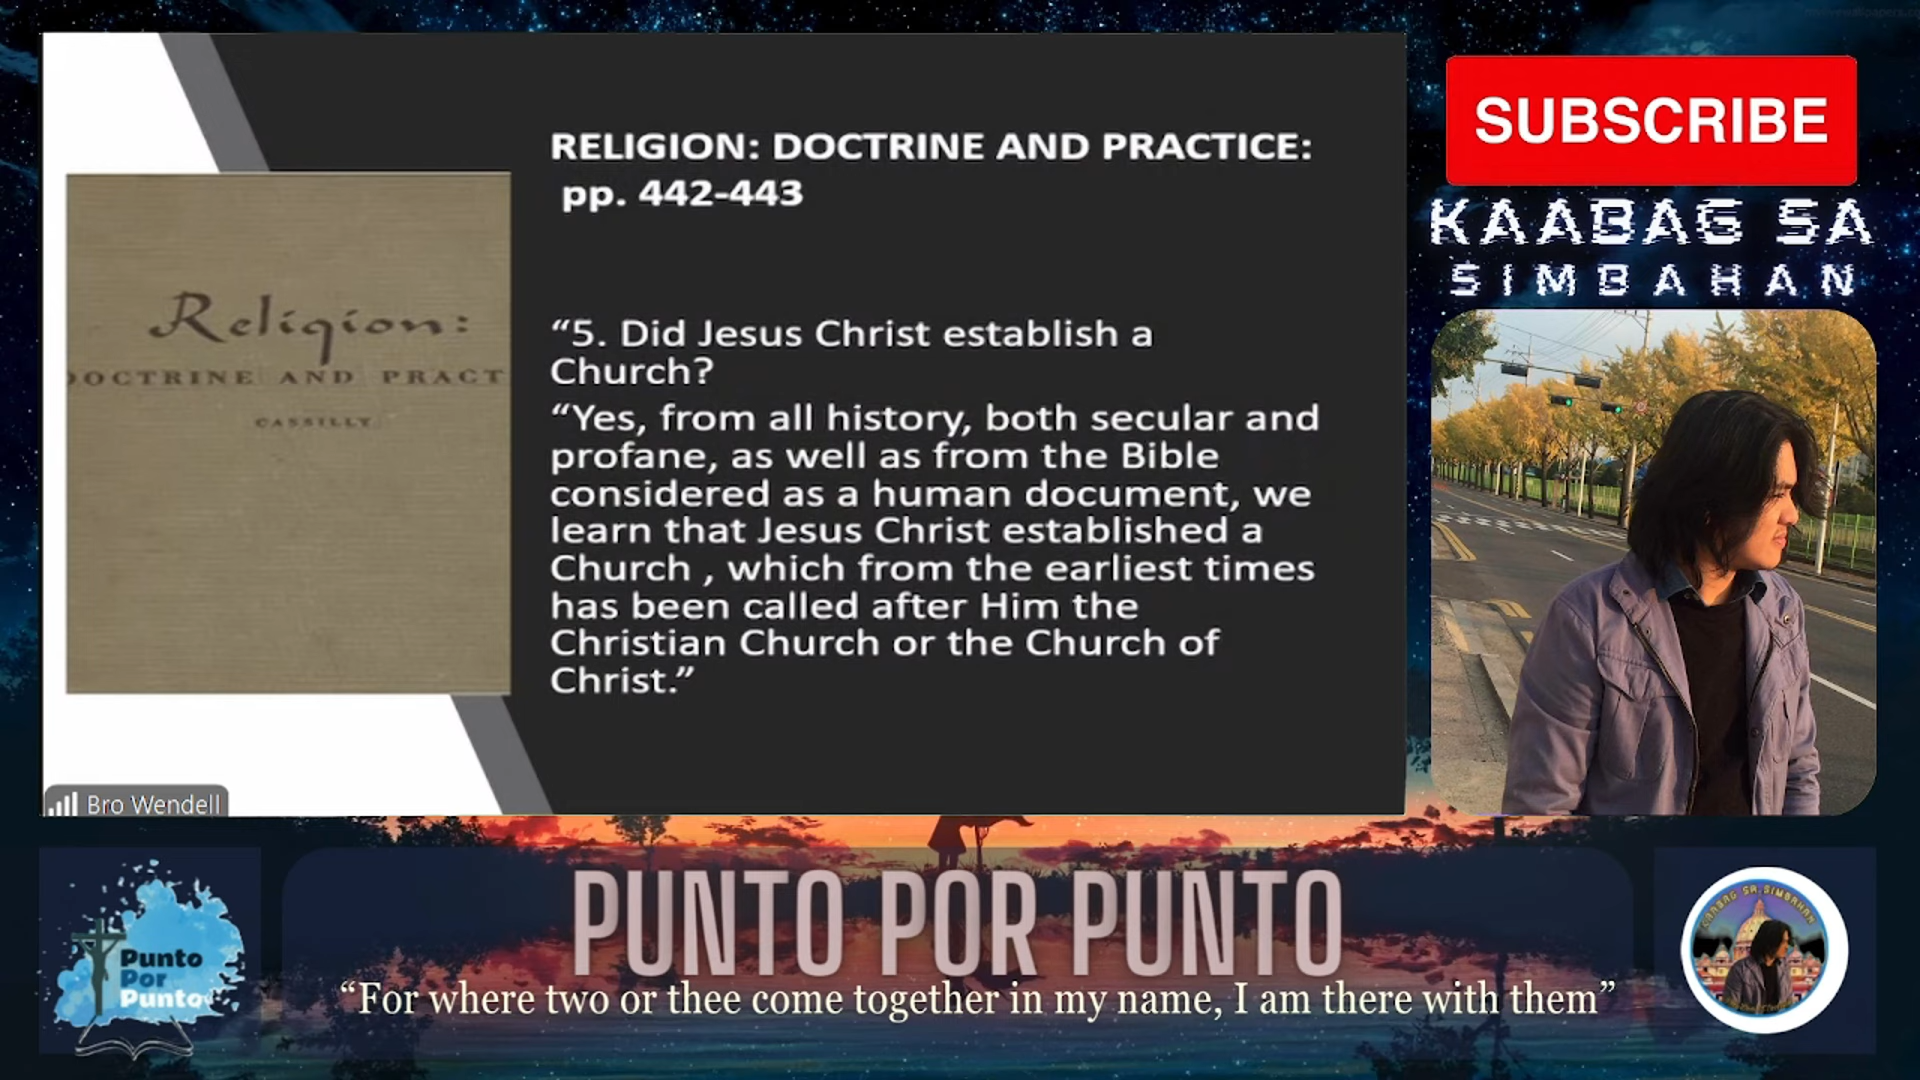 RELIGION: DOCTRINE AND PRACTICE:
pp. 442-443
Religion:
DOCTRINE AND PRACT
CASSILLY
“5. Did Jesus Christ establish a
Church?
“Yes, from all history, both secular and
profane, as well as from the Bible
considered as a human document, we
learn that Jesus Christ established a
Church , which from the earliest times
has been called after Him the
Christian Church or the Church of
Christ.”
Bro Wendell
SUBSCRIBE
KAABAG SA
SIMBAHAN
Punto
Por
Punto
PUNTO POR PUNTO
“For where two or thee come together in my name, I am there with them”
KAABAG SA SIMBAHAN